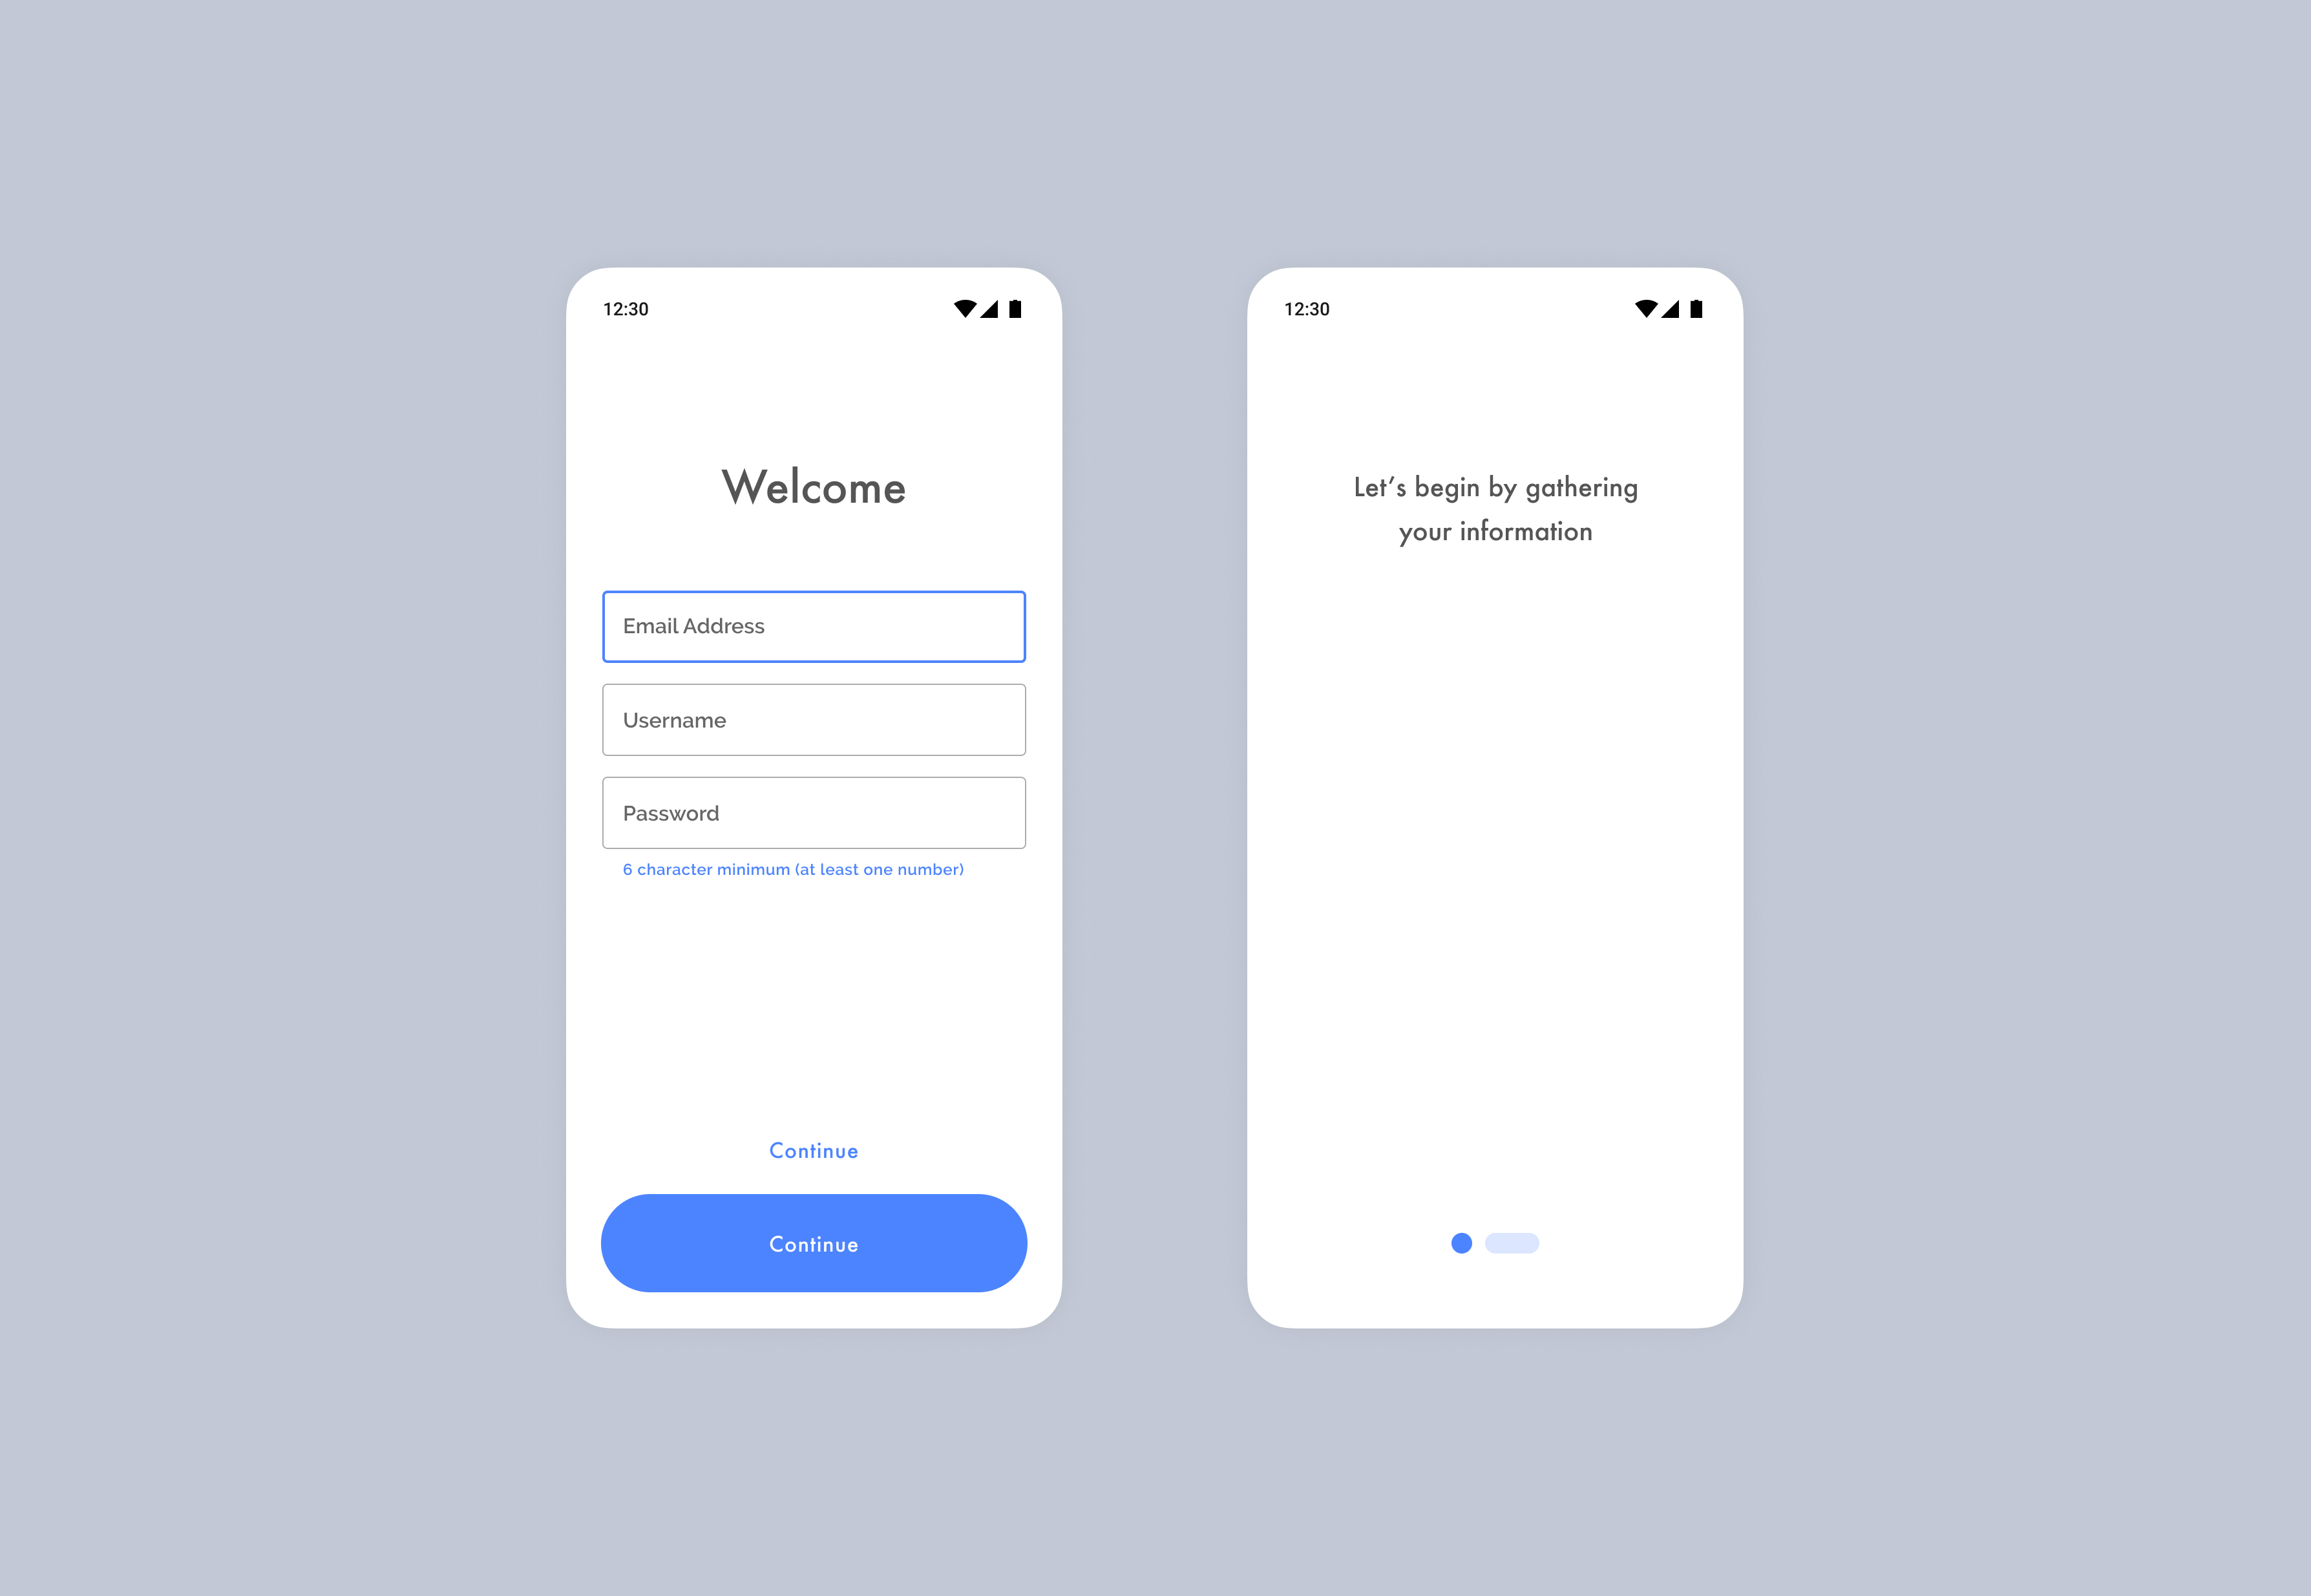 12:30
Welcome
Email Address
Username
Password
6 character minimum (at least one number)
Continue
Continue
12:30
Let’s begin by gathering
your information